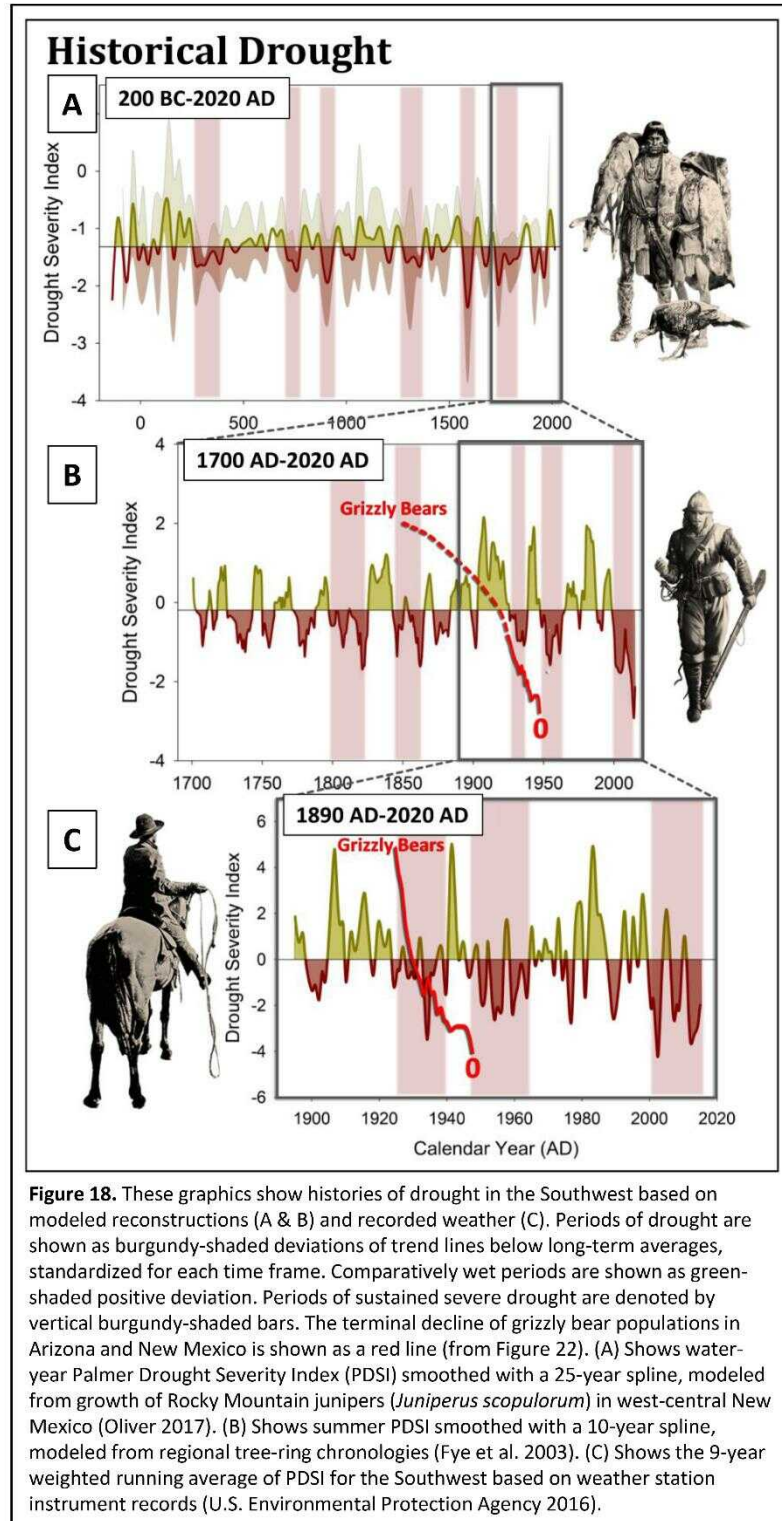 Historical Drought
A
200 BC-2020 AD
Drought Severity Index
0
-1
-2
-3
-4
0
500
1000
1500
2000
B
1700 AD-2020 AD
Grizzly Bears
Drought Severity Index
4
2
0
-2
-4
0
1700
1750
1800
1850
1900
1950
2000
C
1890 AD-2020 AD
Grizzly Bears
Drought Severity Index
6
4
2
0
-2
-4
-6
0
1900
1920
1940
1960
1980
2000
2020
Calendar Year (AD)
Figure 18. These graphics show histories of drought in the Southwest based on
modeled reconstructions (A & B) and recorded weather (C). Periods of drought are
shown as burgundy-shaded deviations of trend lines below long-term averages,
standardized for each time frame. Comparatively wet periods are shown as green-
shaded positive deviation. Periods of sustained severe drought are denoted by
vertical burgundy-shaded bars. The terminal decline of grizzly bear populations in
Arizona and New Mexico is shown as a red line (from Figure 22). (A) Shows water-
year Palmer Drought Severity Index (PDSI) smoothed with a 25-year spline, modeled
from growth of Rocky Mountain junipers (Juniperus scopulorum) in west-central New
Mexico (Oliver 2017). (B) Shows summer PDSI smoothed with a 10-year spline,
modeled from regional tree-ring chronologies (Fye et al. 2003). (C) Shows the 9-year
weighted running average of PDSI for the Southwest based on weather station
instrument records (U.S. Environmental Protection Agency 2016).